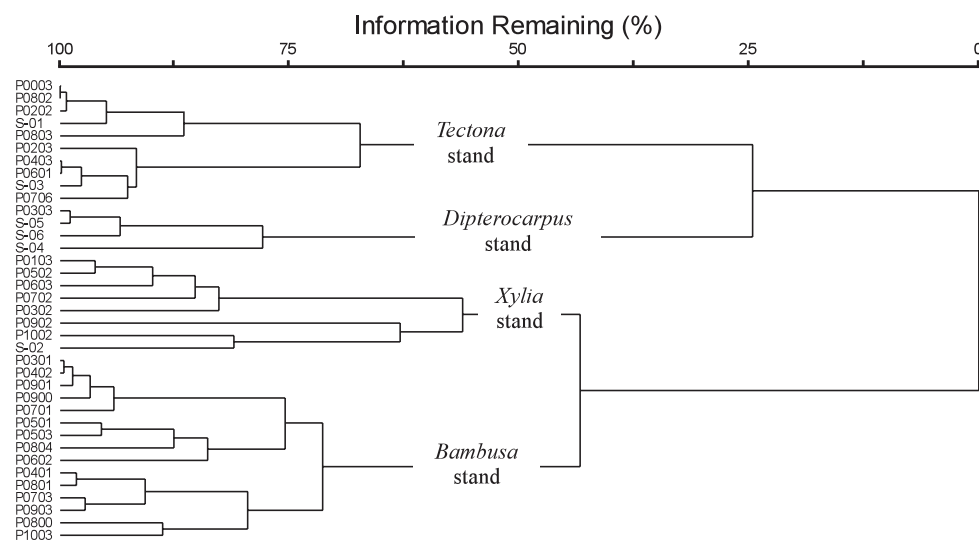 Information Remaining (%)
100 75 50 25 0
P0003
P0802
P0202
S-01
P0803
P0203
P0403
P0601
S-03
P0706
P0303
S-05
S-06
S-04
P0103
P0502
P0603
P0702
P0302
P0902
P1002
S-02
P0301
P0402
P0901
P0900
P0701
P0501
P0503
P0804
P0602
P0401
P0801
P0703
P0903
P0800
P1003
Tectona
stand
Dipterocarpus
stand
Xylia
stand
Bambusa
stand